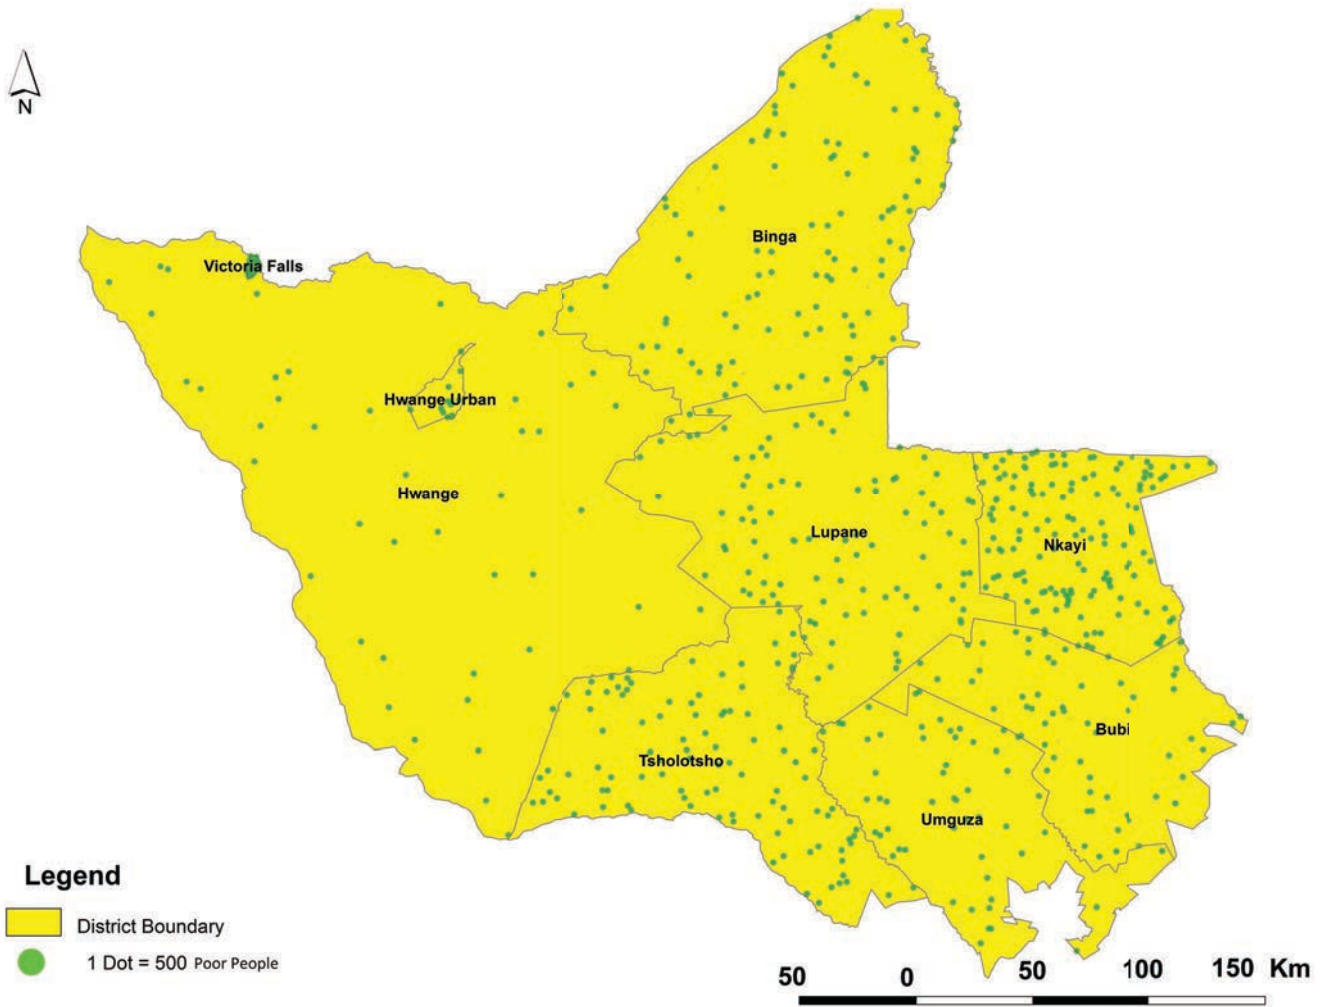 N
Binga
Victoria Falls
Hwange Urban
Hwange
Lupane
Nkayi
Bubi
Tsholotsho
Umguza
Legend
District Boundary
1 Dot = 500 Poor People
50 0 50 100 150 Km